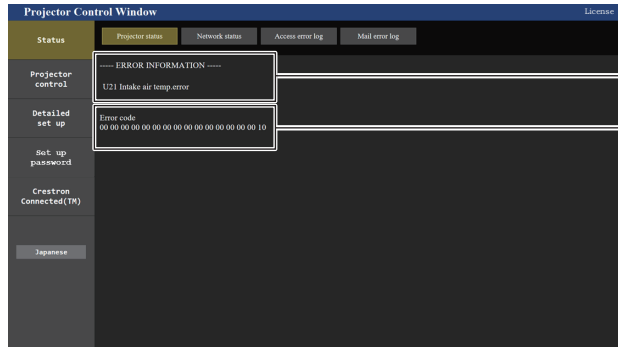 Projector Control Window
License
Status
Projector status
Network status
Access error log
Mail error log
Projector
control
----- ERROR INFORMATION -----
U21 Intake air temp.error
Detailed
set up
Error code
00 00 00 00 00 00 00 00 00 00 00 00 00 00 00 10
Set up
password
Crestron
Connected(TM)
Japanese